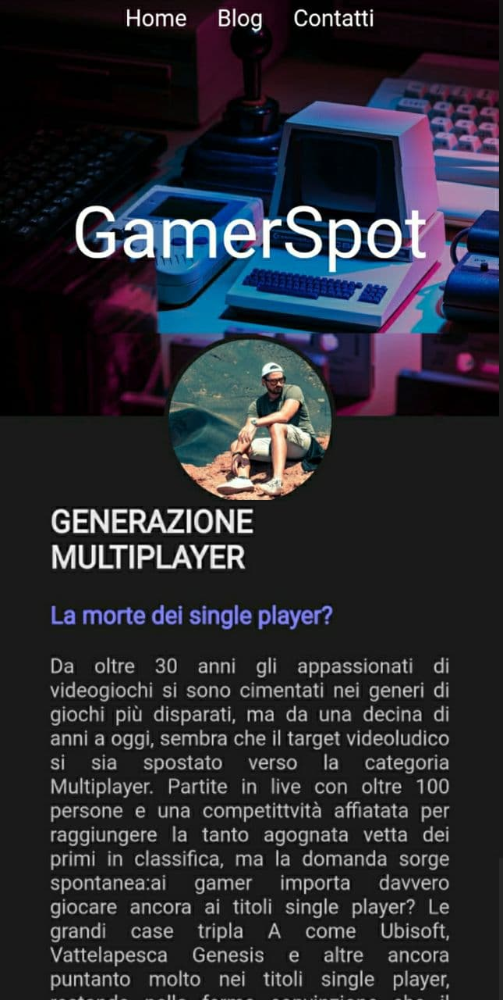 Home Blog Contatti
GamerSpot
GENERAZIONE
MULTIPLAYER
La morte dei single player?
Da oltre 30 anni gli appassionati di
videogiochi si sono cimentati nei generi di
giochi più disparati, ma da una decina di
anni a oggi, sembra che il target videoludico
si sia spostato verso la categoria
Multiplayer. Partite in live con oltre 100
persone e una competittvità affiatata per
raggiungere la tanto agognata vetta dei
primi in classifica, ma la domanda sorge
spontanea:ai gamer importa davvero
giocare ancora ai titoli single player? Le
grandi case tripla A come Ubisoft,
Vattelapesca Genesis e altre ancora
puntanto molto nei titoli single player,